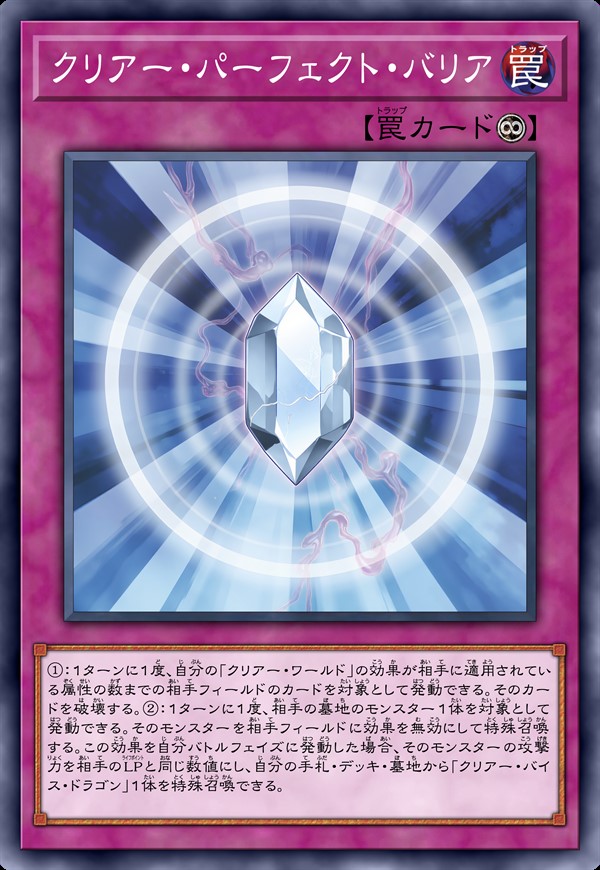 クリアー・パーフェクト・バリア 罠
【罠カード】
①:1ターンに1度、自分の「クリアー・ワールド」の効果が相手に適用されてい
る属性の数までの相手フィールドのカードを対象として発動できる。そのカー
ドを破壊する。②:1ターンに1度、相手の墓地のモンスター1体を対象として
発動できる。そのモンスターを相手フィールドに効果を無効にして特殊召喚
する。この効果を自分バトルフェイズに発動した場合、そのモンスターの攻撃
力を相手のLPと同じ数値にし、自分の手札・デッキ・墓地から「クリアー・バイ
ス・ドラゴン」1体を特殊召喚できる。